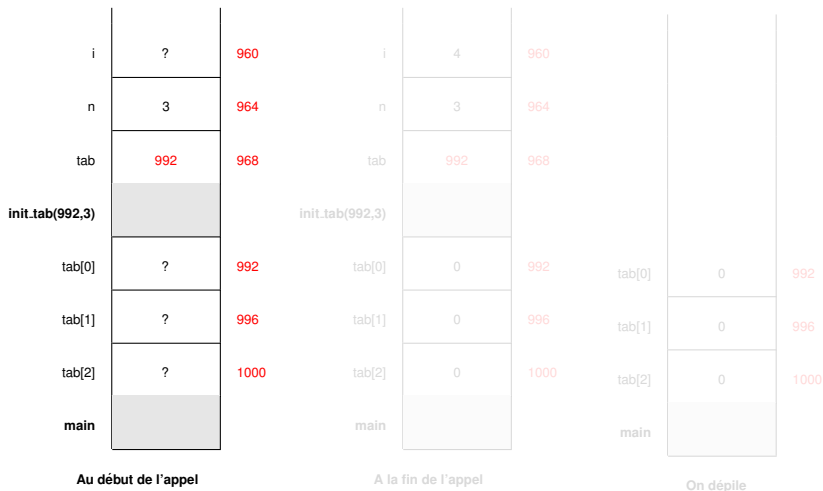 i ? 960
n 3 964
tab 992 968
init_tab(992,3)
tab[0] ? 992
tab[1] ? 996
tab[2] ? 1000
main
Au début de l'appel
i 4 960
n 3 964
tab 992 968
init_tab(992,3)
tab[0] 0 992
tab[1] 0 996
tab[2] 0 1000
main
A la fin de l'appel
tab[0] 0 992
tab[1] 0 996
tab[2] 0 1000
main
On dépile